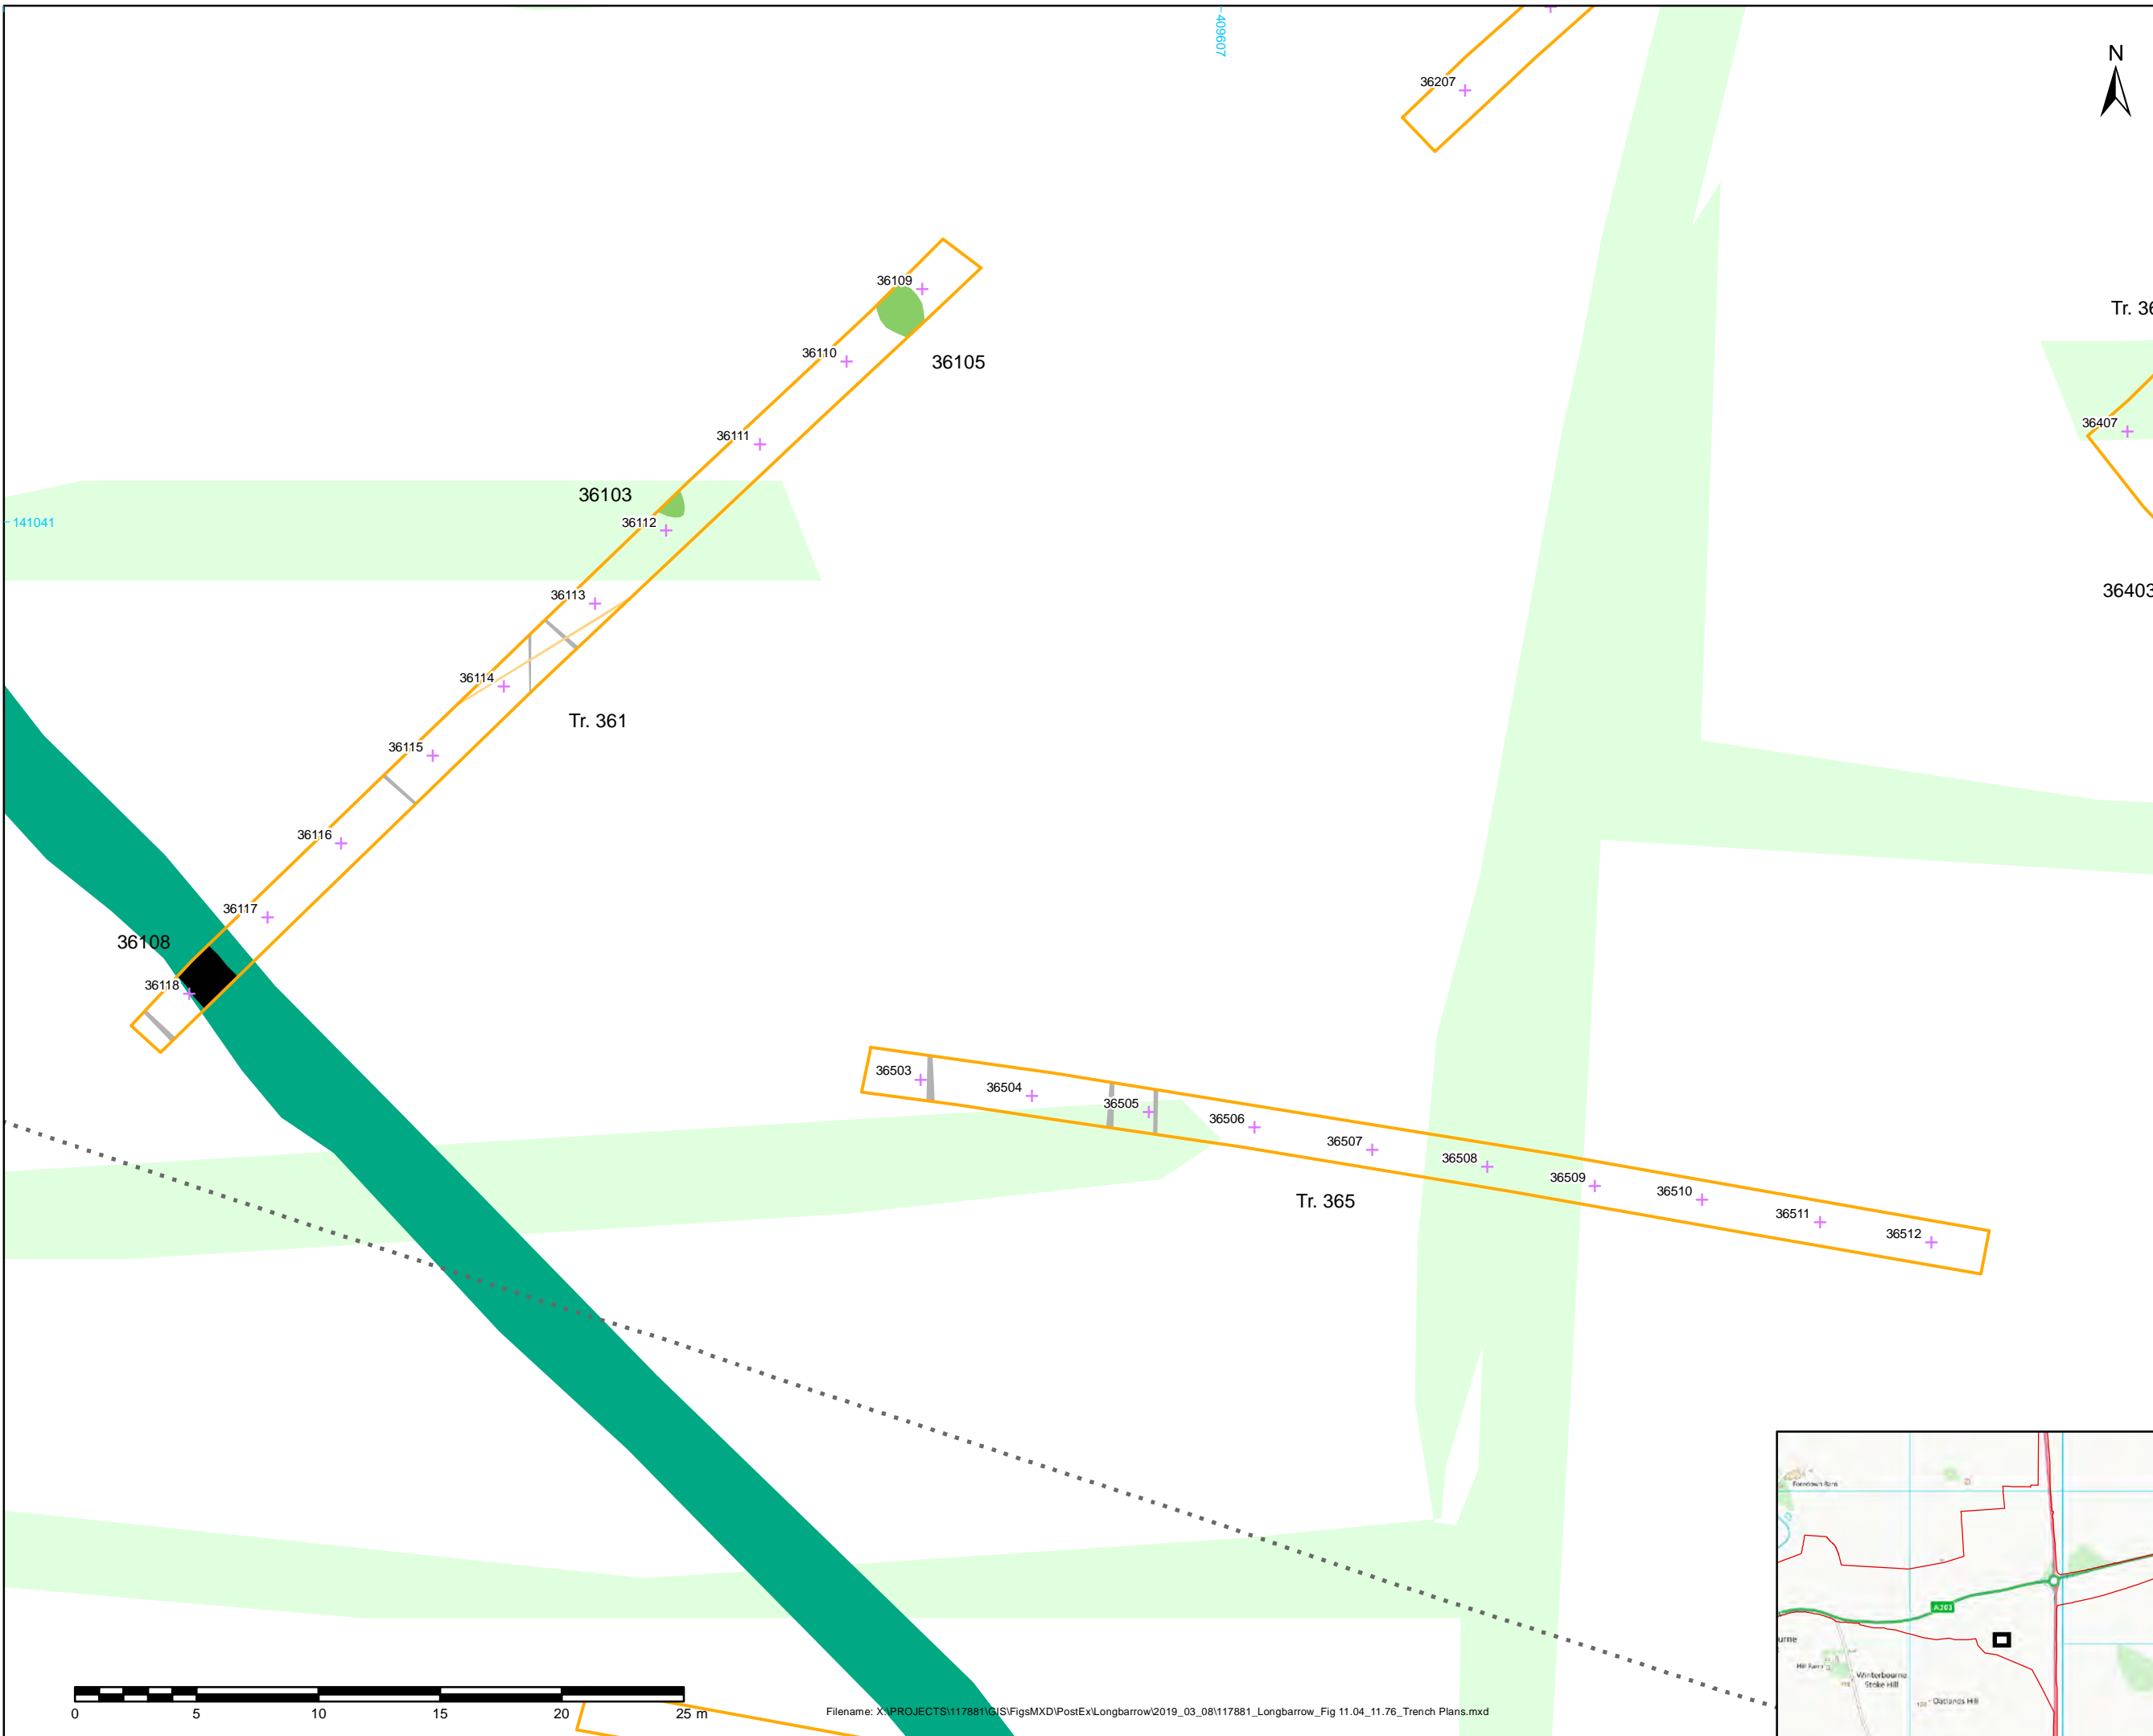 409607
N
36207
36109
Tr. 36
36110
36105
36407
36111
36103
36112
141041
36113
36403
36114
Tr. 361
36115
36116
36117
36108
36118
36503
36504
36505
36506
36507
36508
36509
36510
Tr. 365
36511
36512
A303
urne
Hill Farm
Winterbourne
Stoke Hill
Oatlands Hill
0 5 10 15 20 25 m
Filename: X:\PROJECTS\117881\GIS\FigsMXD\PostEx\Longbarrow\2019_03_08\117881_Longbarrow_Fig 11.04_11.76_Trench Plans.mxd